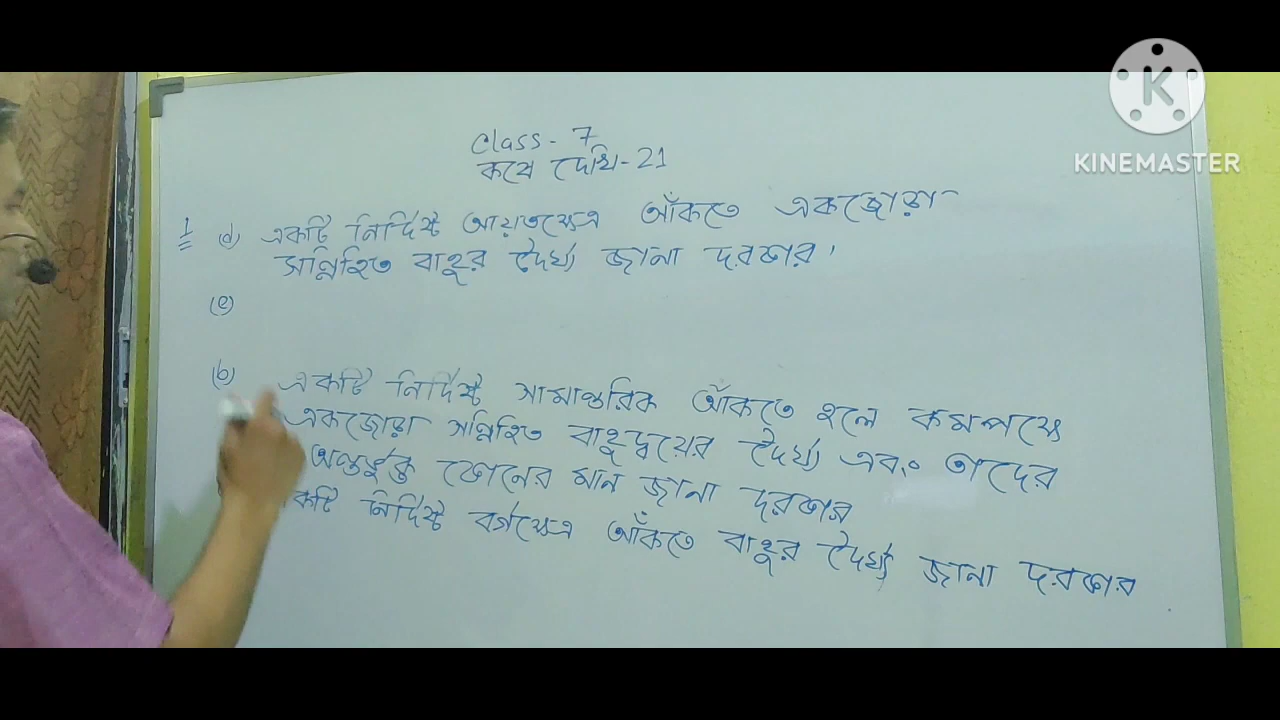 Class - 7
কষে দেখি - 21
1 (d) একটি নির্দিষ্ট আয়তক্ষেত্র আঁকতে একজোড়া
সন্নিহিত বাহুর দৈর্ঘ্য জানা দরকার।
(e)
(b) একটি নির্দিষ্ট সামান্তরিক আঁকতে হলে কমপক্ষে
একজোড়া সন্নিহিত বাহুদ্বয়ের দৈর্ঘ্য এবং তাদের
অন্তর্ভুক্ত কোনের মান জানা দরকার
কটি নির্দিষ্ট বর্গক্ষেত্র আঁকতে বাহুর দৈর্ঘ্য জানা দরকার
KINEMASTER